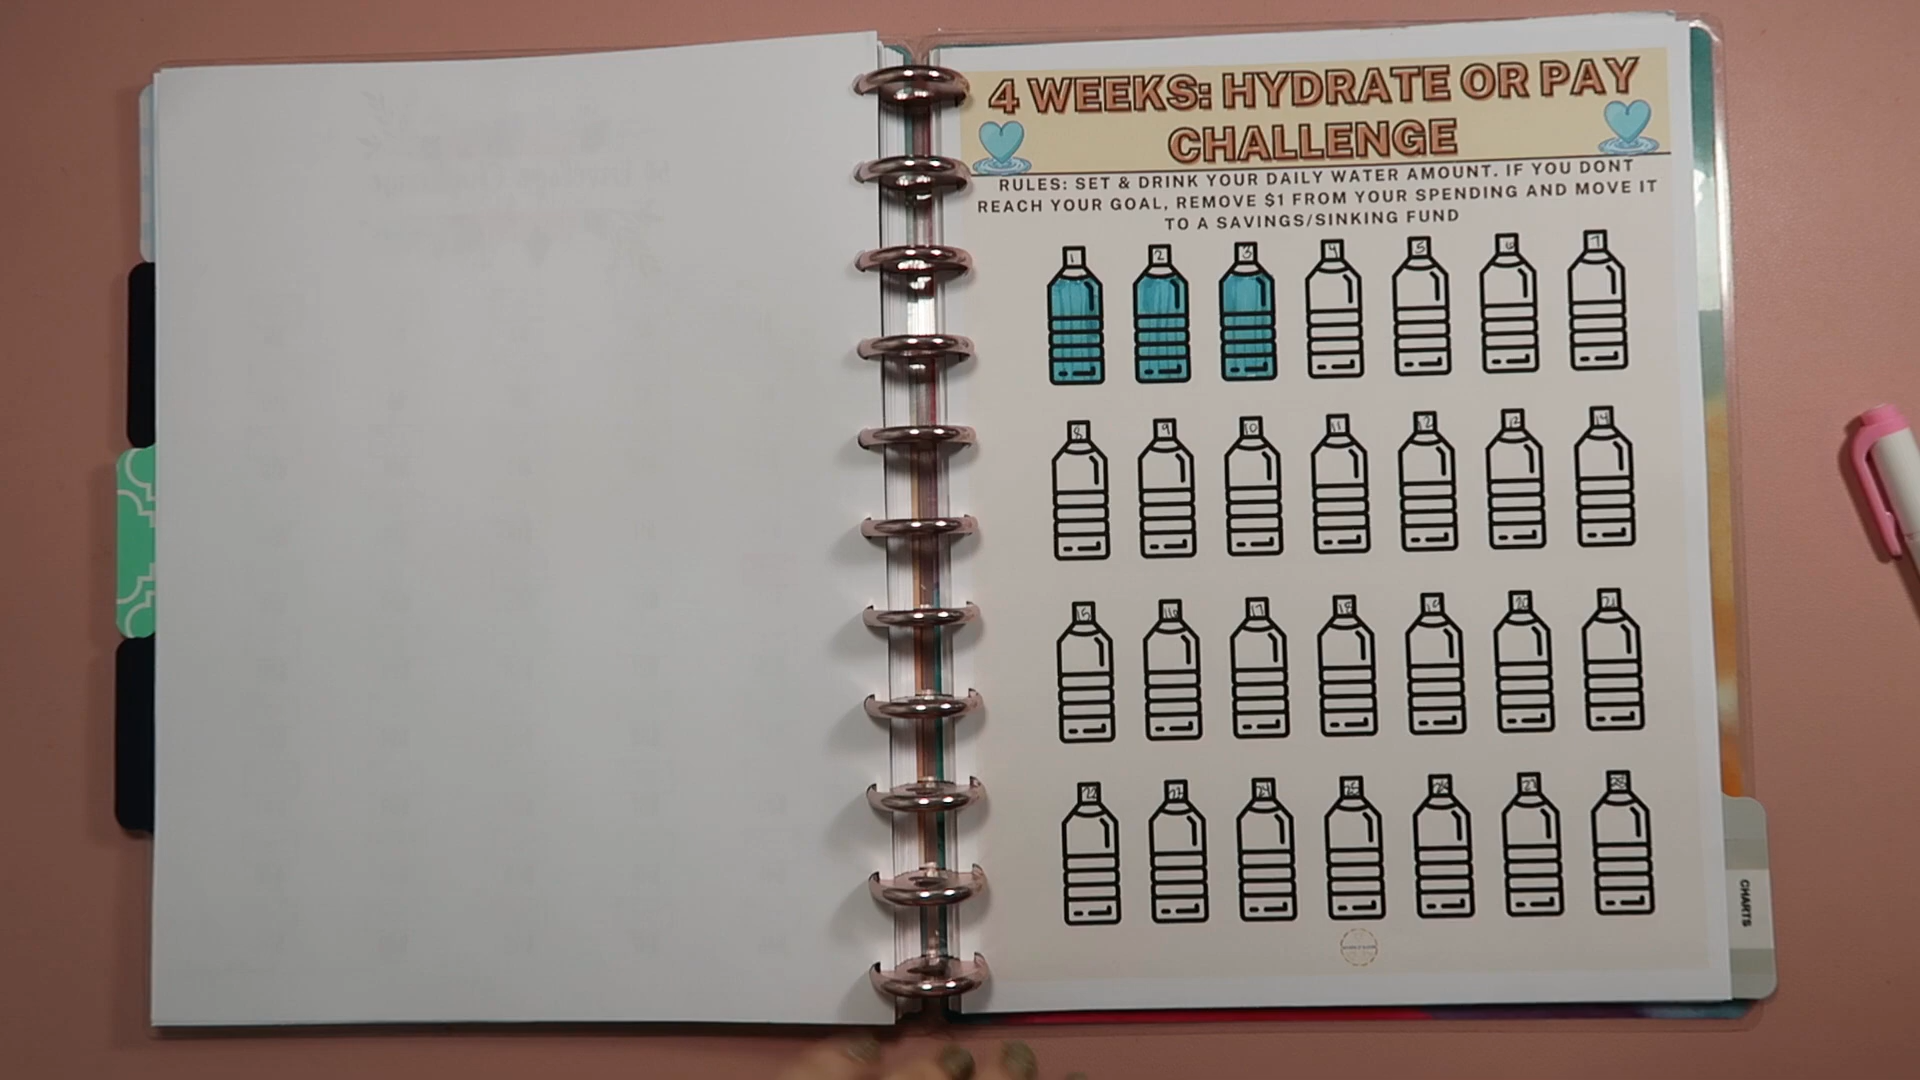 4 WEEKS: HYDRATE OR PAY
CHALLENGE
RULES: SET & DRINK YOUR DAILY WATER AMOUNT. IF YOU DONT
REACH YOUR GOAL, REMOVE $1 FROM YOUR SPENDING AND MOVE IT
TO A SAVINGS/SINKING FUND
1 2 3 4 5 6 7
8 9 10 11 12 13 14
15 16 17 18 19 20 21
22 23 24 25 26 27 28
CHARTS